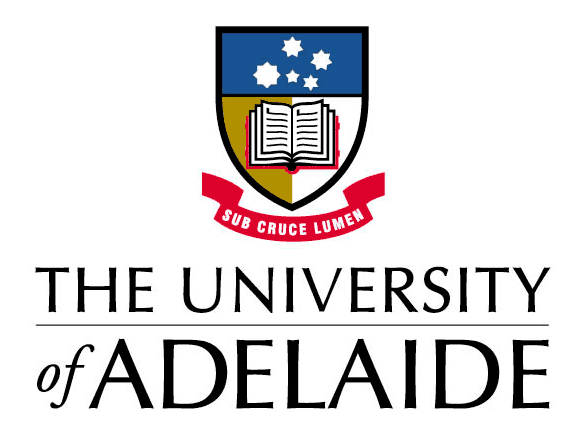 SUB CRUCE LUMEN
THE UNIVERSITY
of ADELAIDE